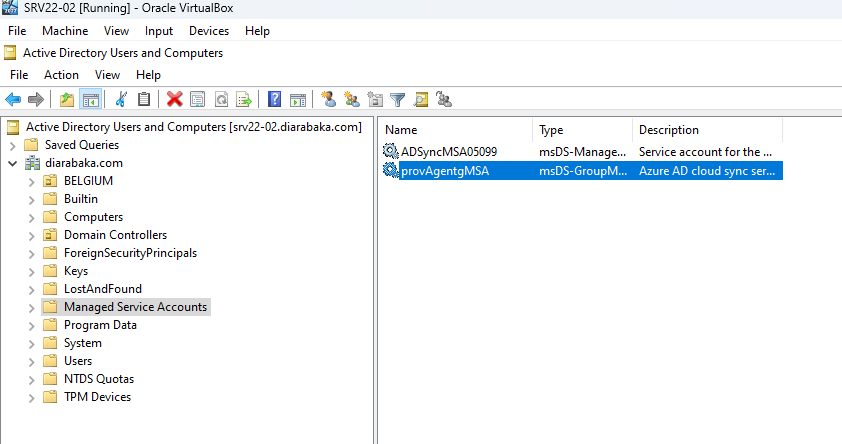 SRV22-02 [Running] - Oracle VirtualBox
File Machine View Input Devices Help
Active Directory Users and Computers
File Action View Help
Active Directory Users and Computers [srv22-02.diarabaka.com]
Saved Queries
diarabaka.com
BELGIUM
Builtin
Computers
Domain Controllers
ForeignSecurityPrincipals
Keys
LostAndFound
Managed Service Accounts
Program Data
System
Users
NTDS Quotas
TPM Devices
Name Type Description
ADSyncMSA05099 msDS-Manage... Service account for the ...
provAgentgMSA msDS-GroupM... Azure AD cloud sync ser...